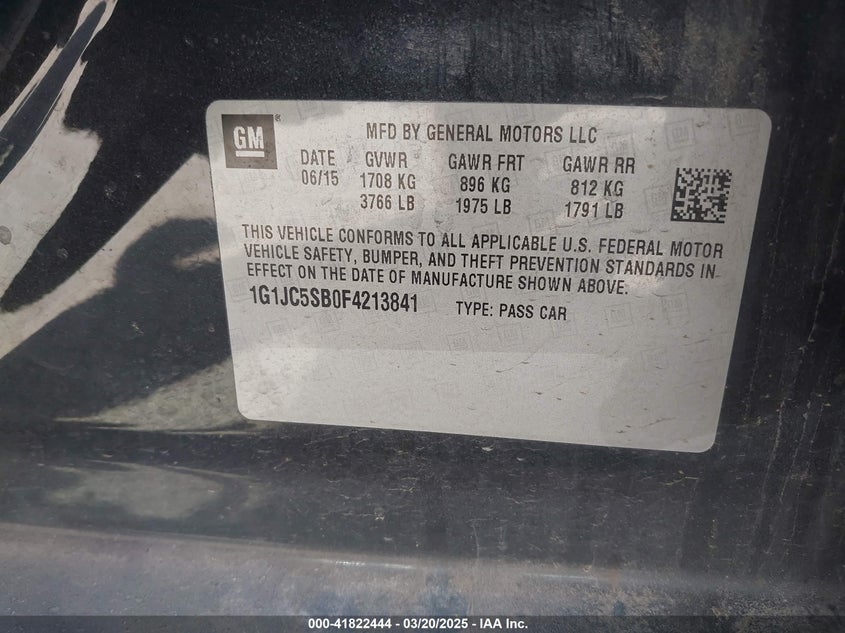 GM
MFD BY GENERAL MOTORS LLC
DATE GVWR GAWR FRT GAWR RR
06/15 1708 KG 896 KG 812 KG
3766 LB 1975 LB 1791 LB
THIS VEHICLE CONFORMS TO ALL APPLICABLE U.S. FEDERAL MOTOR
VEHICLE SAFETY, BUMPER, AND THEFT PREVENTION STANDARDS IN
EFFECT ON THE DATE OF MANUFACTURE SHOWN ABOVE.
1G1JC5SB0F4213841 TYPE: PASS CAR
000-41822444 - 03/20/2025 - IAA Inc.